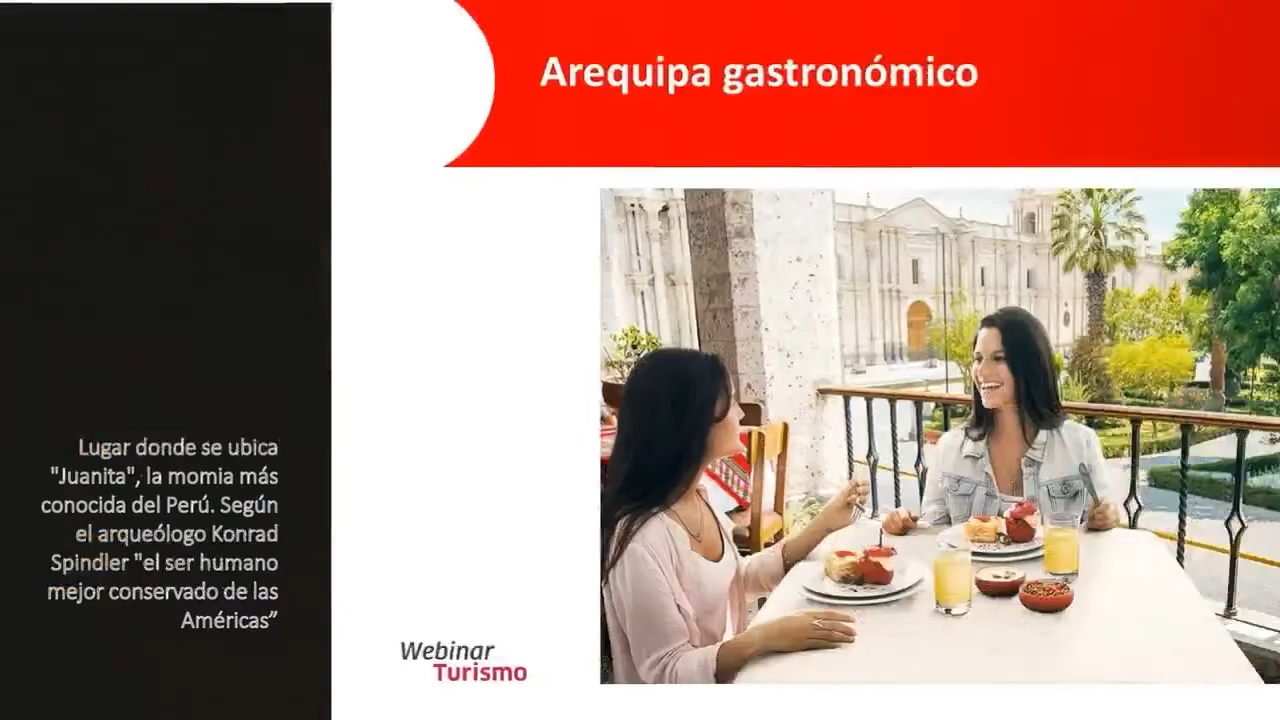 Arequipa gastronómico
Lugar donde se ubica
"Juanita", la momia más
conocida del Perú. Según
el arqueólogo Konrad
Spindler "el ser humano
mejor conservado de las
Américas”
Webinar
Turismo